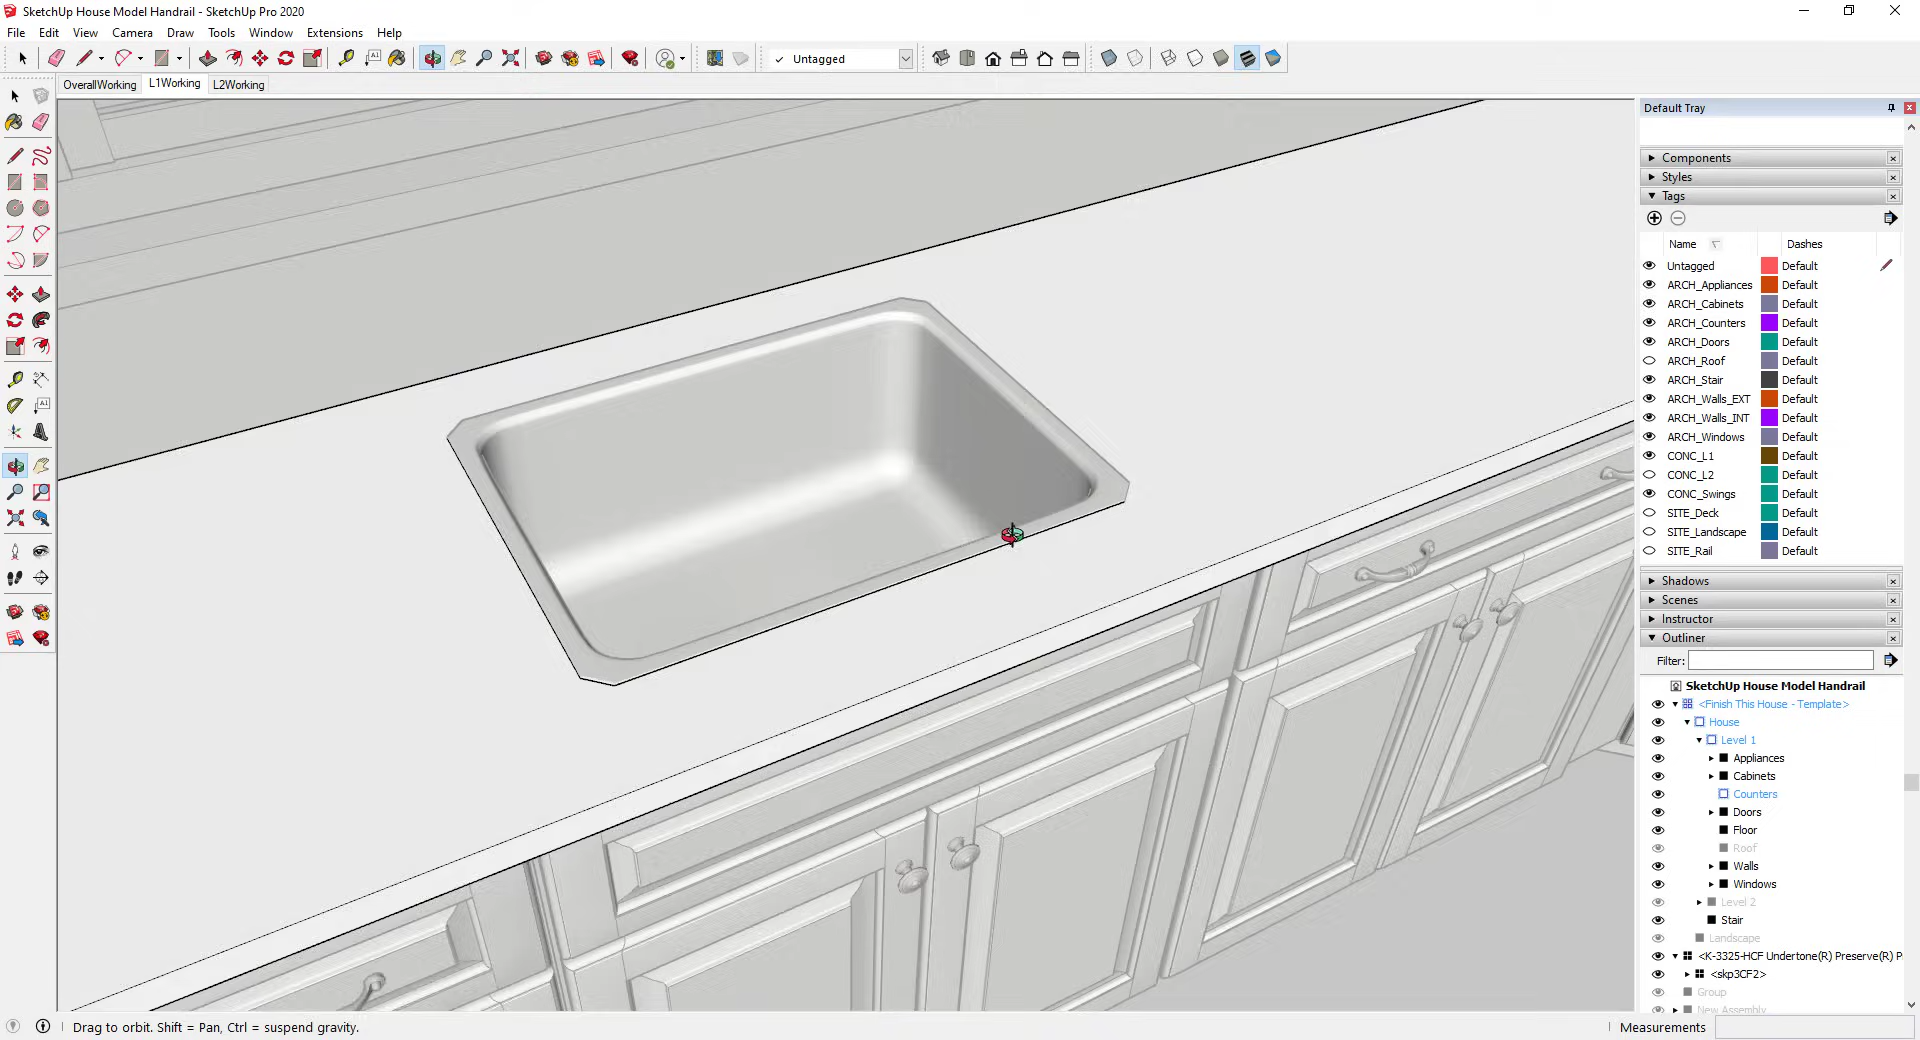 SketchUp House Model Handrail - SketchUp Pro 2020
File Edit View Camera Draw Tools Window Extensions Help
Untagged
OverallWorking L1Working L2Working
Default Tray
Components
Styles
Tags
Name Dashes
Untagged Default
ARCH_Appliances Default
ARCH_Cabinets Default
ARCH_Counters Default
ARCH_Doors Default
ARCH_Roof Default
ARCH_Stair Default
ARCH_Walls_EXT Default
ARCH_Walls_INT Default
ARCH_Windows Default
CONC_L1 Default
CONC_L2 Default
CONC_Swings Default
SITE_Deck Default
SITE_Landscape Default
SITE_Rail Default
Shadows
Scenes
Instructor
Outliner
Filter:
SketchUp House Model Handrail
<Finish This House - Template>
House
Level 1
Appliances
Cabinets
Counters
Doors
Floor
Roof
Walls
Windows
Level 2
Stair
Landscape
<K-3325-HCF Undertone(R) Preserve(R) P
<skp3CF2>
Group
New Assembly
Drag to orbit. Shift = Pan, Ctrl = suspend gravity.
Measurements